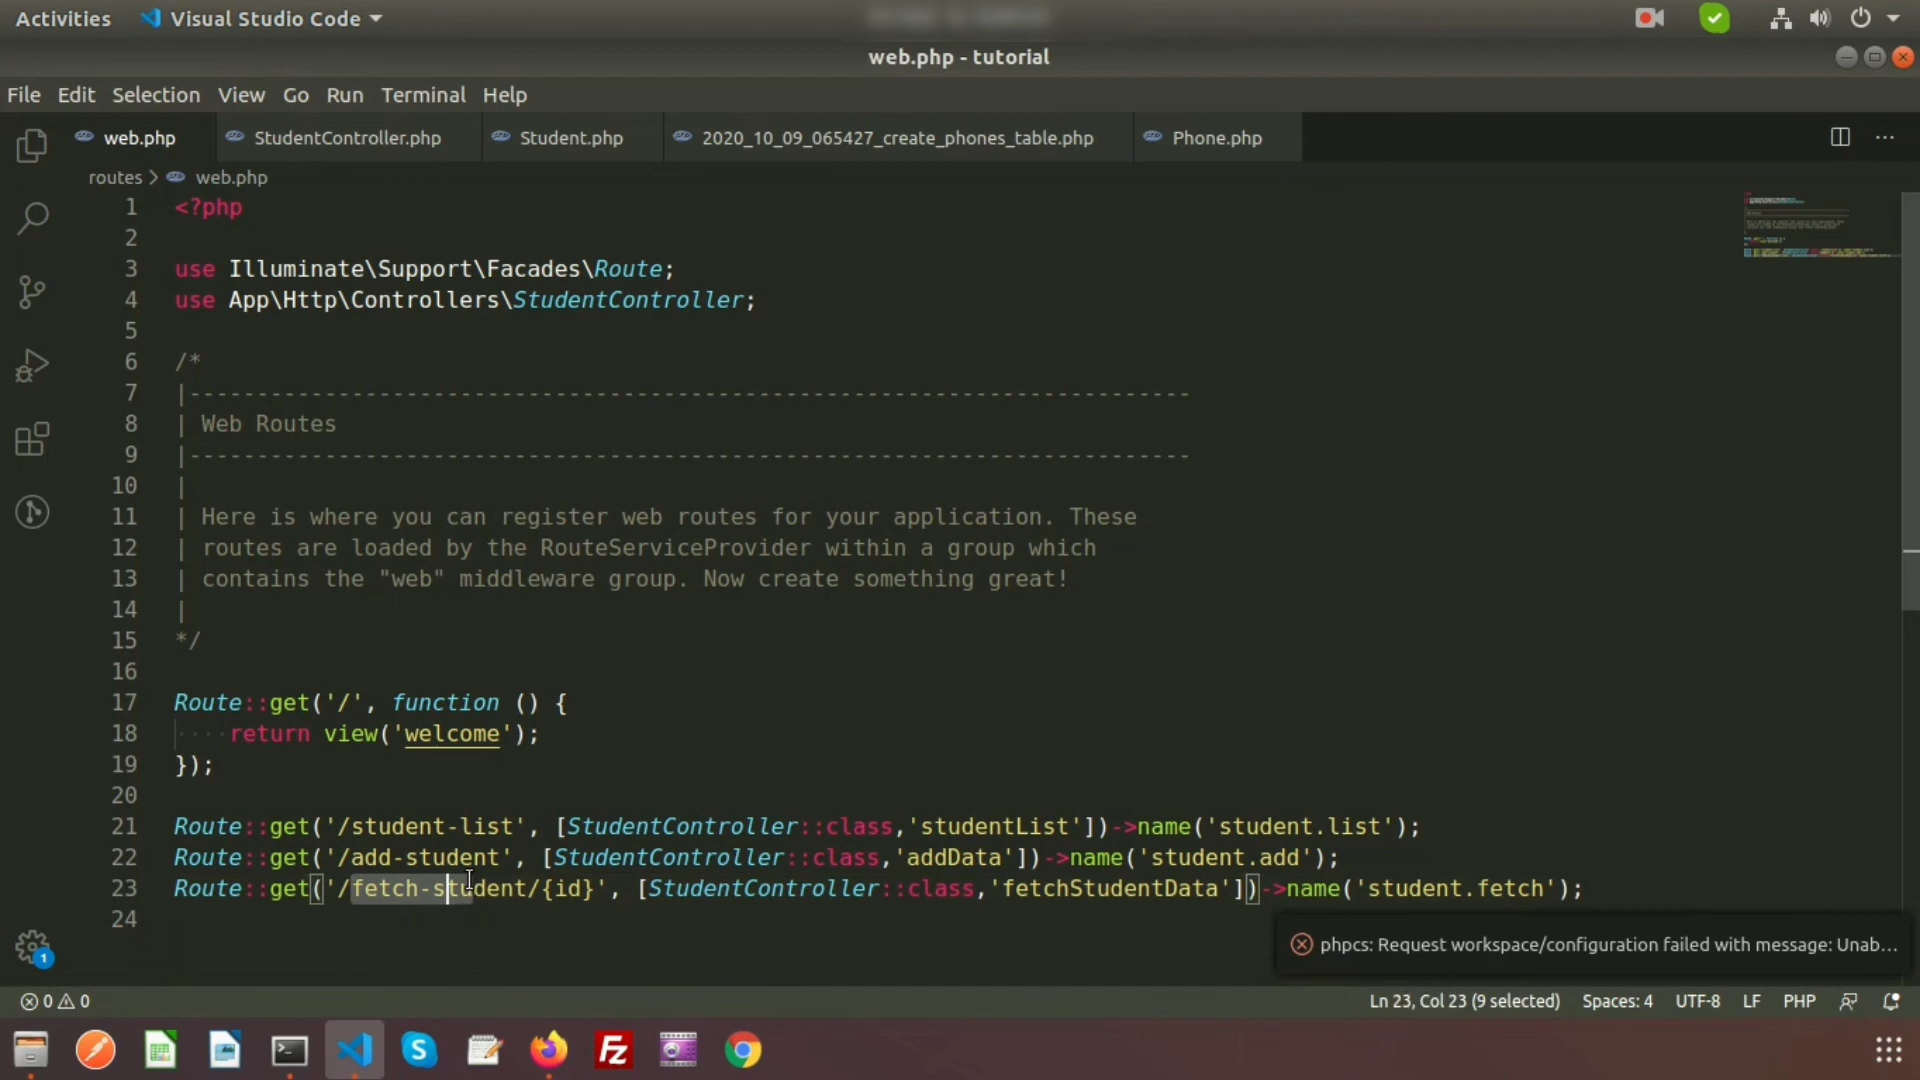 Activities Visual Studio Code
web.php - tutorial
File Edit Selection View Go Run Terminal Help
web.php StudentController.php Student.php 2020_10_09_065427_create_phones_table.php Phone.php
routes > web.php
1 <?php
2
3 use Illuminate\Support\Facades\Route;
4 use App\Http\Controllers\StudentController;
5
6 /*
7 |--------------------------------------------------------------------------
8 | Web Routes
9 |--------------------------------------------------------------------------
10 |
11 | Here is where you can register web routes for your application. These
12 | routes are loaded by the RouteServiceProvider within a group which
13 | contains the "web" middleware group. Now create something great!
14 |
15 */
16
17 Route::get('/', function () {
18 ····return view('welcome');
19 });
20
21 Route::get('/student-list', [StudentController::class,'studentList'])->name('student.list');
22 Route::get('/add-student', [StudentController::class,'addData'])->name('student.add');
23 Route::get('/fetch-student/{id}', [StudentController::class,'fetchStudentData'])->name('student.fetch');
24
phpcs: Request workspace/configuration failed with message: Unab...
1
0 0 Ln 23, Col 23 (9 selected) Spaces: 4 UTF-8 LF PHP
S Fz